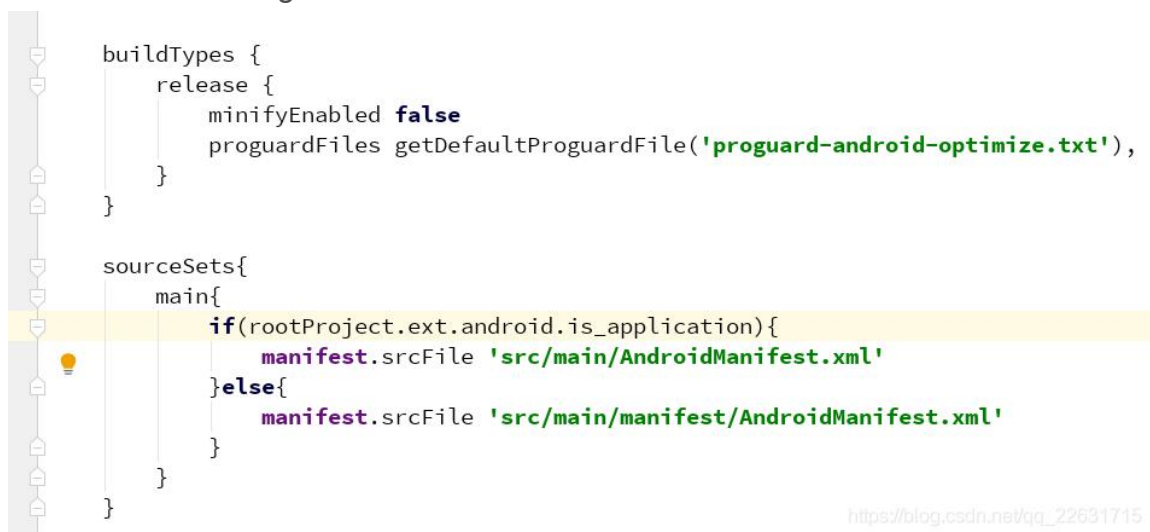 buildTypes {
release {
minifyEnabled false
proguardFiles getDefaultProguardFile('proguard-android-optimize.txt'),
}
}
sourceSets{
main{
if(rootProject.ext.android.is_application){
manifest.srcFile 'src/main/AndroidManifest.xml'
}else{
manifest.srcFile 'src/main/manifest/AndroidManifest.xml'
}
}
}
https://blog.csdn.net/qq_22631715